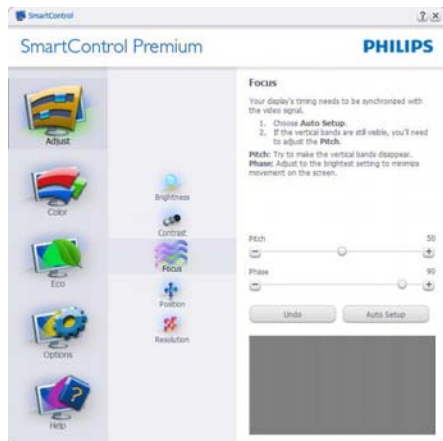 SmartControl
? X
SmartControl Premium
PHILIPS
Adjust
Color
Eco
Options
Help
Brightness
Contrast
Focus
Position
Resolution
Focus
Your display's timing needs to be synchronized with
the video signal.
1. Choose Auto Setup.
2. If the vertical bands are still visible, you'll need
to adjust the Pitch.
Pitch: Try to make the vertical bands disappear.
Phase: Adjust to the brightest setting to minimize
movement on the screen.
Pitch 50
Phase 90
Undo Auto Setup